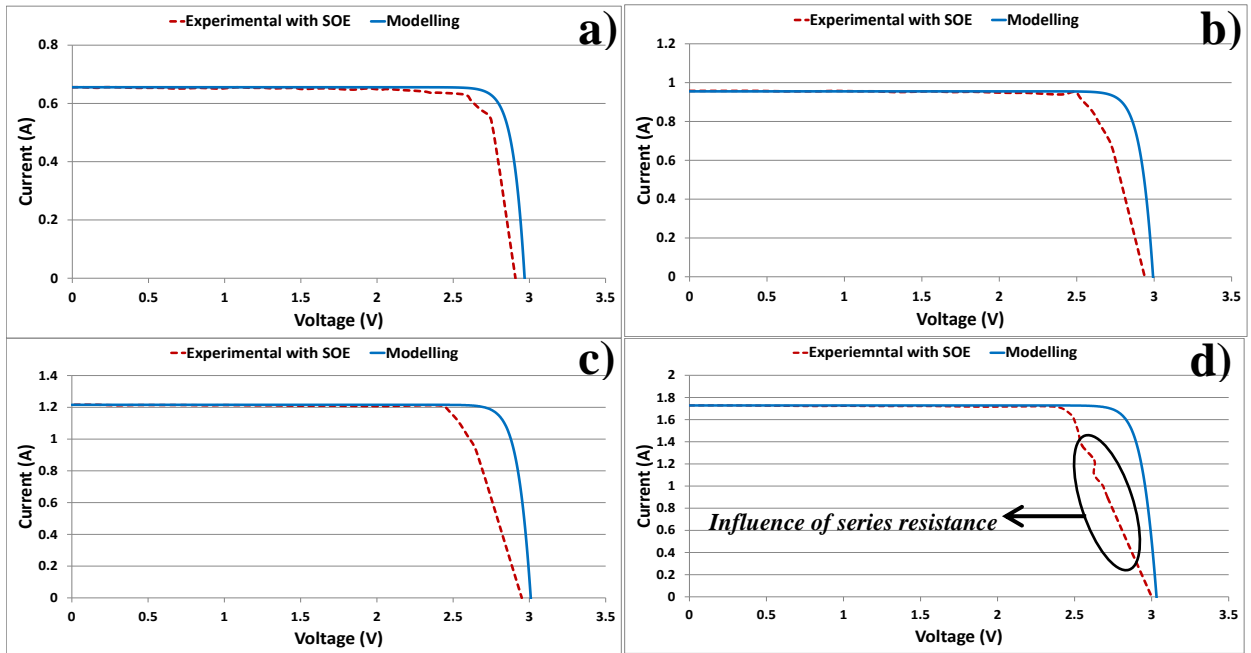 Experimental with SOE Modelling
a)
0.8
0.6
0.4
0.2
0
Current (A)
0 0.5 1 1.5 2 2.5 3 3.5
Voltage (V)
Experimental with SOE Modelling
b)
1.2
1
0.8
0.6
0.4
0.2
0
Current (A)
0 0.5 1 1.5 2 2.5 3 3.5
Voltage (V)
Experimental with SOE Modelling
c)
1.4
1.2
1
0.8
0.6
0.4
0.2
0
Current (A)
0 0.5 1 1.5 2 2.5 3 3.5
Voltage (V)
Experiemntal with SOE Modelling
d)
2
1.8
1.6
1.4
1.2
1
0.8
0.6
0.4
0.2
0
Current (A)
Influence of series resistance
0 0.5 1 1.5 2 2.5 3 3.5
Voltage (V)